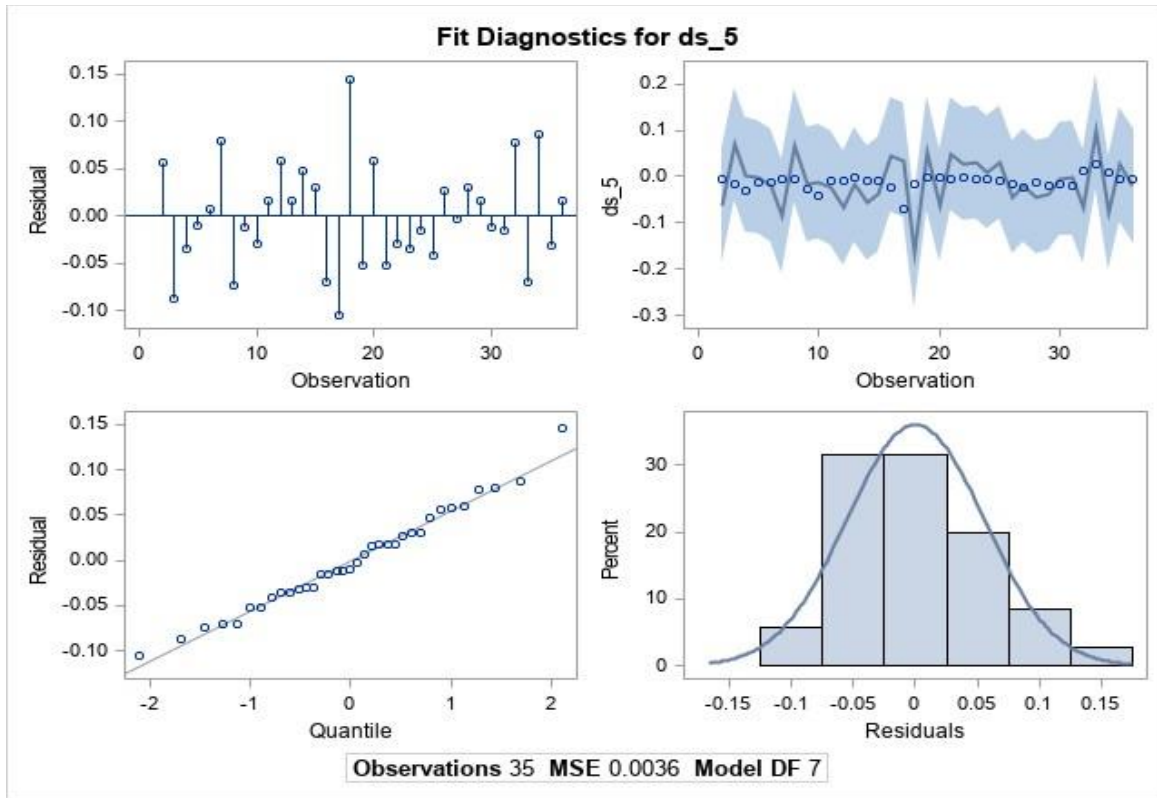 Fit Diagnostics for ds_5
0.15
0.10
0.05
0.00
-0.05
-0.10
Residual
0 10 20 30
Observation
0.2
0.1
0.0
-0.1
-0.2
-0.3
ds_5
0 10 20 30
Observation
0.15
0.10
0.05
0.00
-0.05
-0.10
Residual
-2 -1 0 1 2
Quantile
30
20
10
0
Percent
-0.15 -0.1 -0.05 0 0.05 0.1 0.15
Residuals
Observations 35 MSE 0.0036 Model DF 7